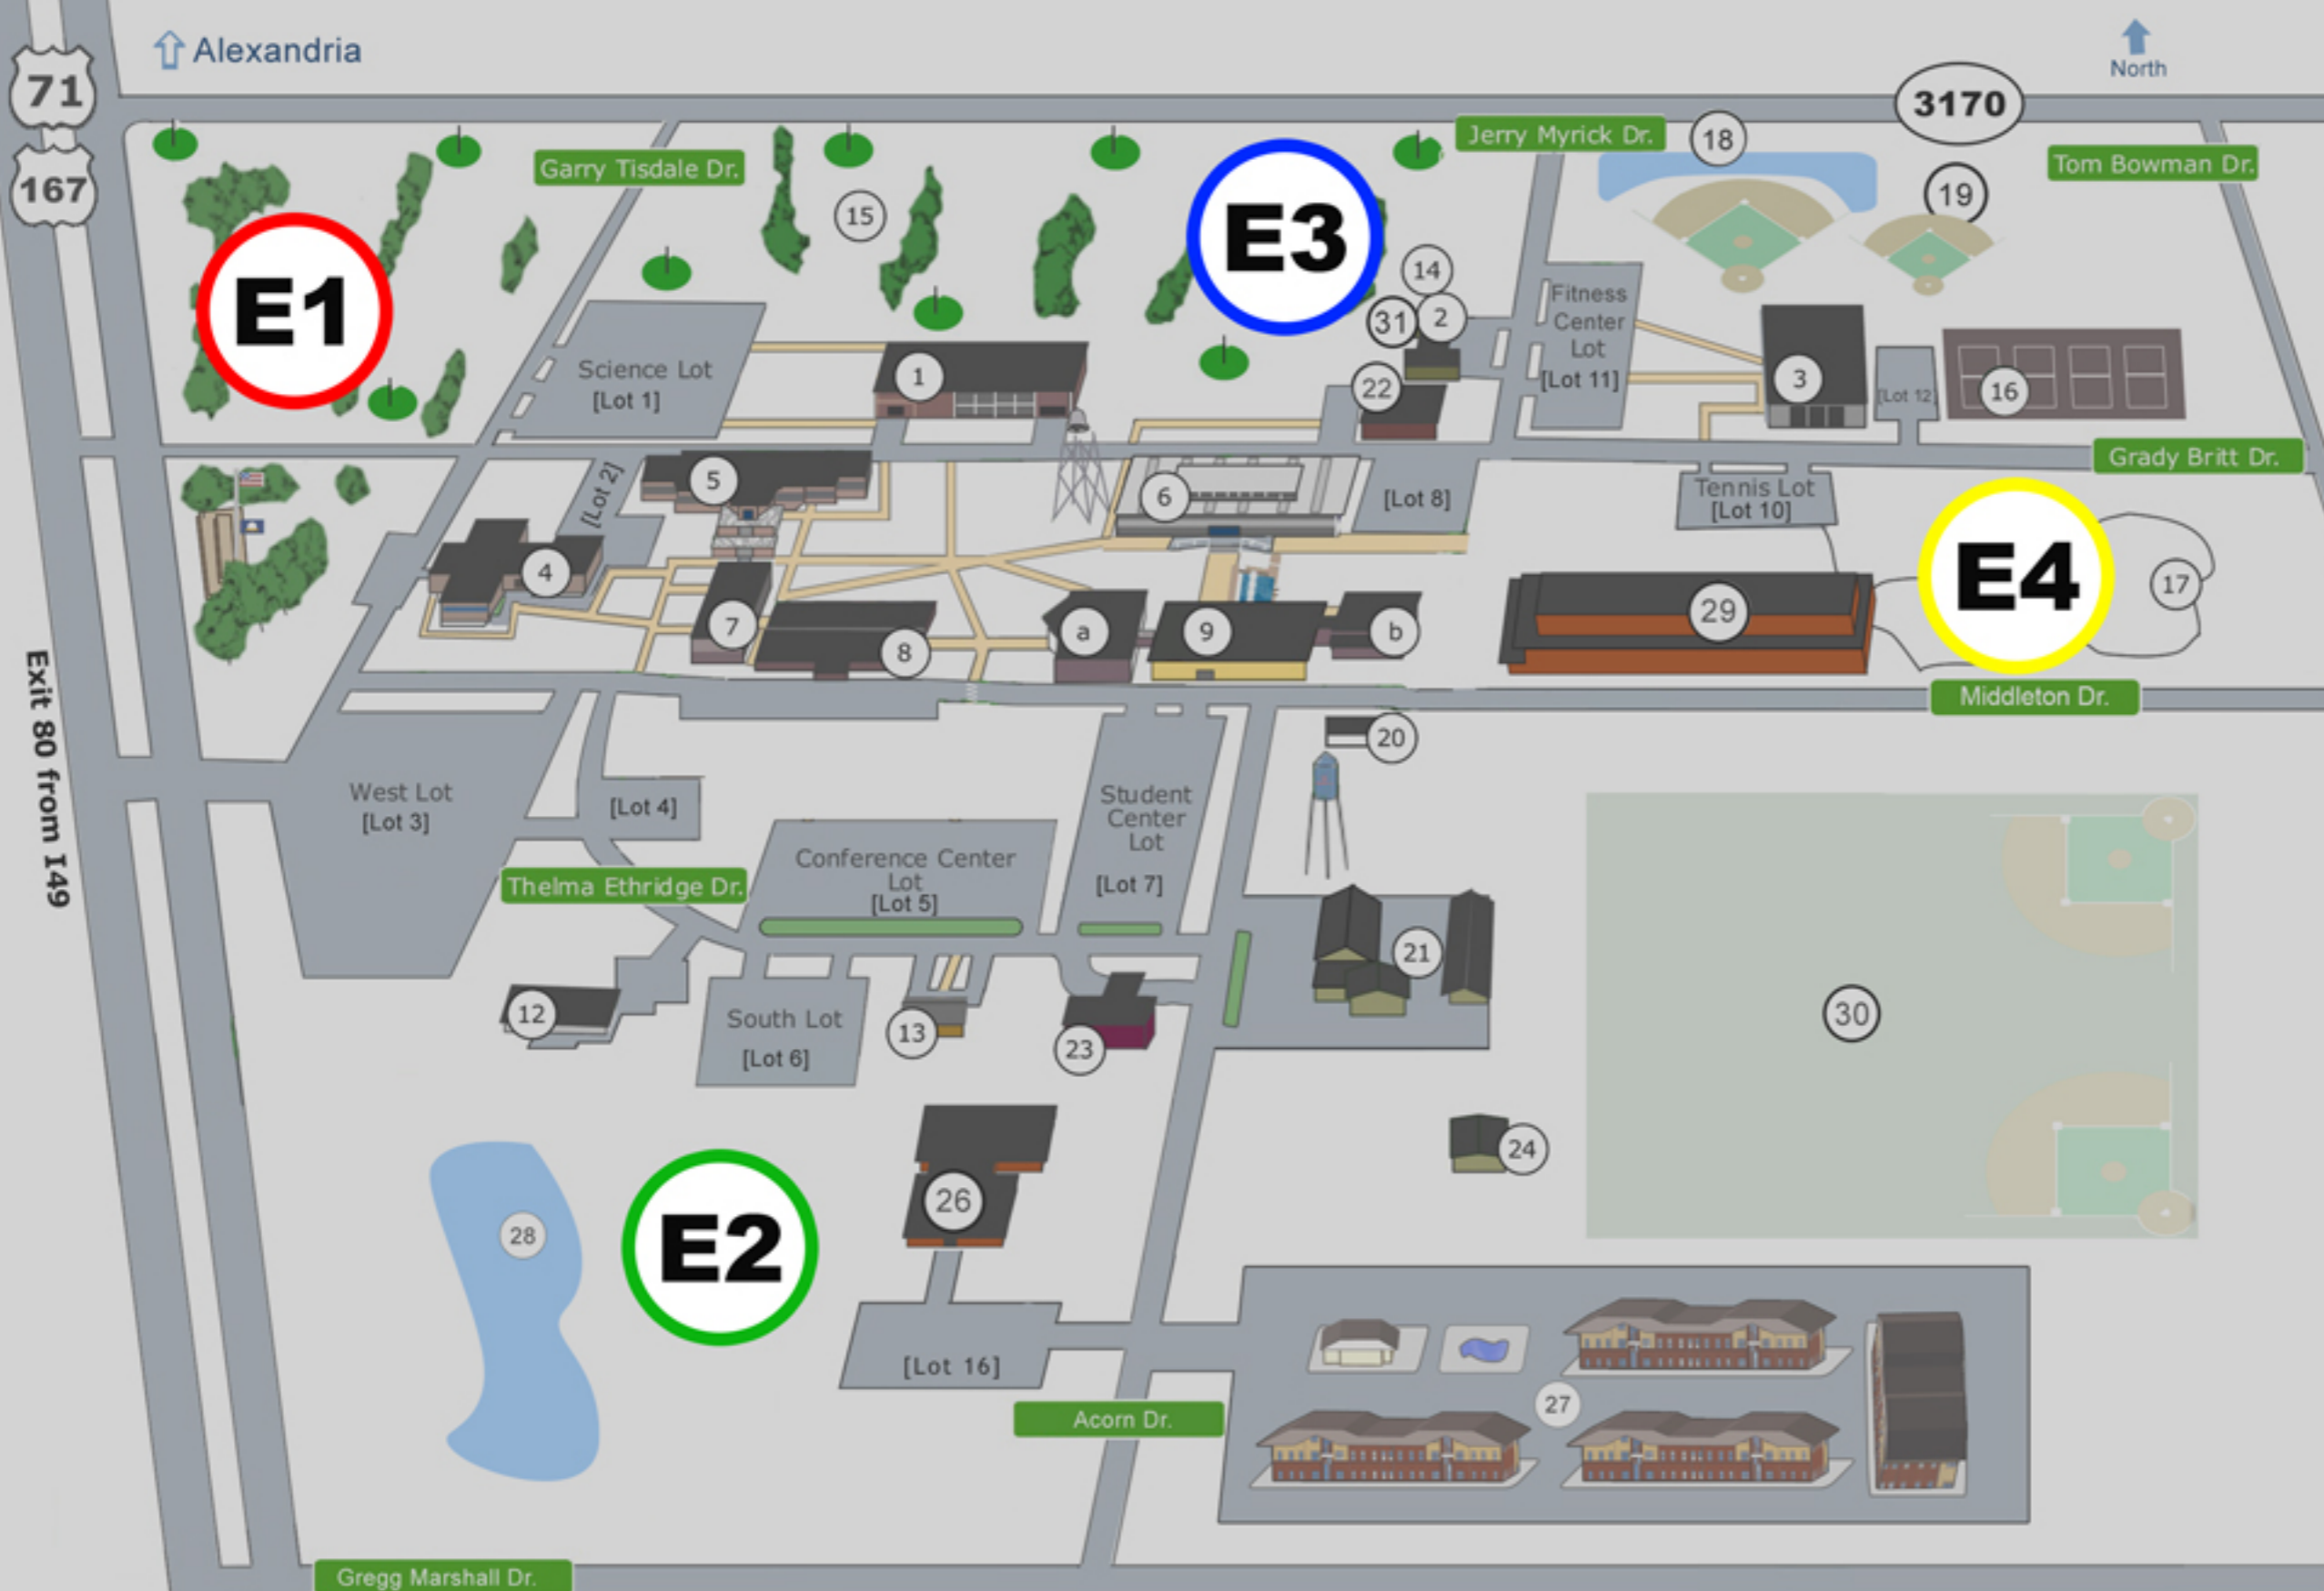 71
Alexandria
North
3170
167
Garry Tisdale Dr.
Jerry Myrick Dr.
18
Tom Bowman Dr.
19
15
E1
E3
14
31
2
Fitness
Center
Lot
[Lot 11]
Science Lot
[Lot 1]
1
22
3
[Lot 12]
16
Grady Britt Dr.
[Lot 2]
5
6
[Lot 8]
Tennis Lot
[Lot 10]
4
E4
17
7
8
a
9
b
29
Middleton Dr.
Exit 80 from I49
20
West Lot
[Lot 3]
[Lot 4]
Student
Center
Lot
[Lot 7]
Conference Center
Lot
[Lot 5]
Thelma Ethridge Dr.
21
12
South Lot
[Lot 6]
13
23
30
24
28
E2
26
[Lot 16]
27
Acorn Dr.
Gregg Marshall Dr.